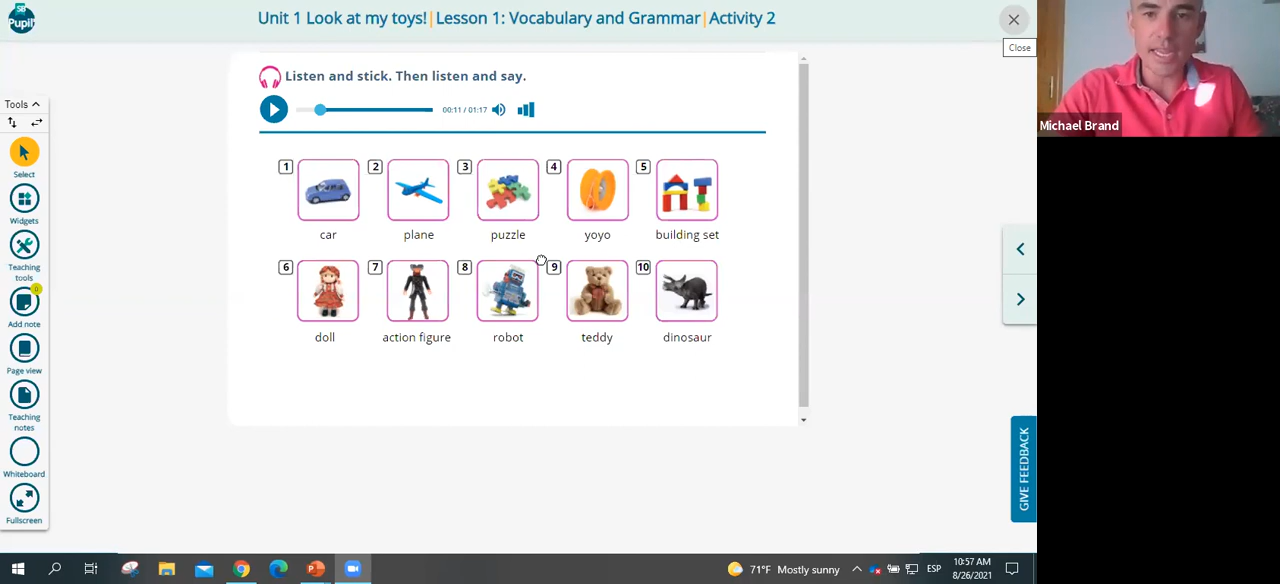 SB
Pupil
Unit 1 Look at my toys! | Lesson 1: Vocabulary and Grammar | Activity 2
Close
Michael Brand
Listen and stick. Then listen and say.
00:11 / 01:17
Tools
Select
Widgets
Teaching
tools
0
Add note
Page view
Teaching
notes
Whiteboard
Fullscreen
1 2 3 4 5
car plane puzzle yoyo building set
6 7 8 9 10
doll action figure robot teddy dinosaur
GIVE FEEDBACK
71°F Mostly sunny
ESP
10:57 AM
8/26/2021